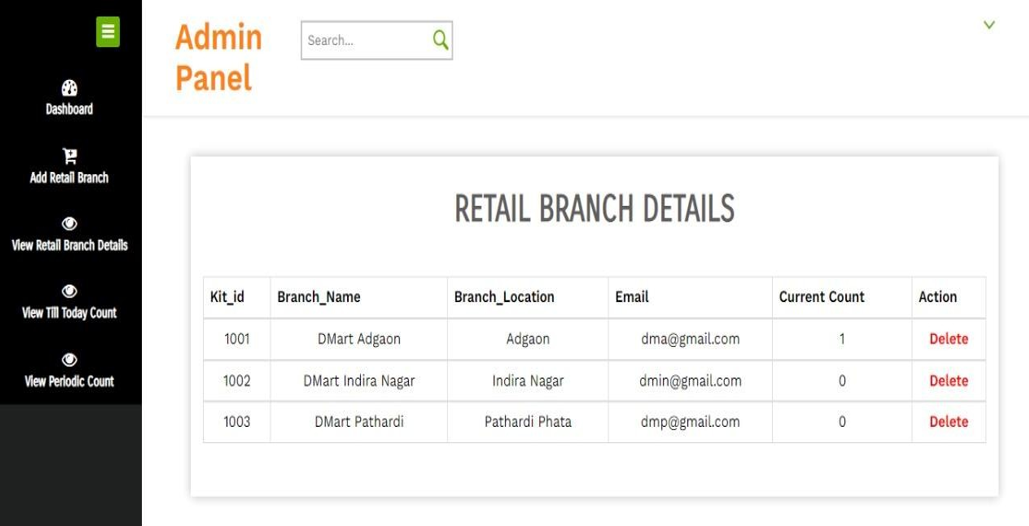 Dashboard
Add Retail Branch
View Retail Branch Details
View Till Today Count
View Periodic Count
Admin
Panel
Search...
RETAIL BRANCH DETAILS
Kit_id Branch_Name Branch_Location Email Current Count Action
1001 DMart Adgaon Adgaon dma@gmail.com 1 Delete
1002 DMart Indira Nagar Indira Nagar dmin@gmail.com 0 Delete
1003 DMart Pathardi Pathardi Phata dmp@gmail.com 0 Delete